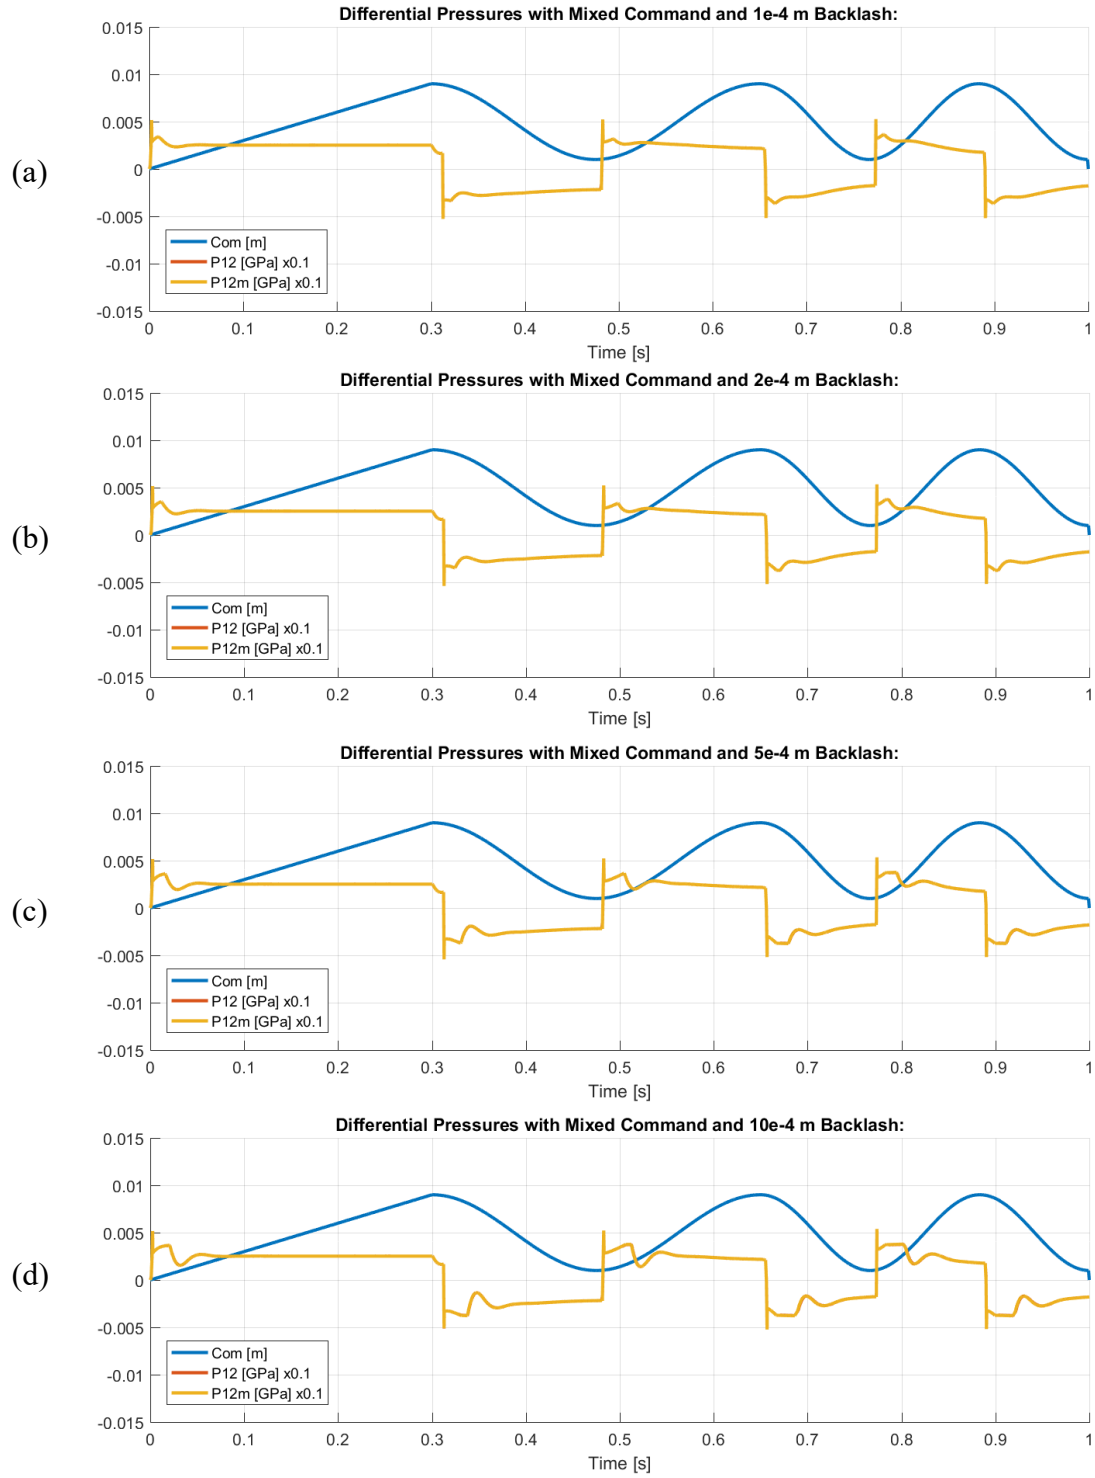 Differential Pressures with Mixed Command and 1e-4 m Backlash:
0.015
0.01
0.005
(a)
0
-0.005
Com [m]
-0.01
P12 [GPa] x0.1
P12m [GPa] x0.1
-0.015
0 0.1 0.2 0.3 0.4 0.5 0.6 0.7 0.8 0.9 1
Time [s]
Differential Pressures with Mixed Command and 2e-4 m Backlash:
0.015
0.01
0.005
(b)
0
-0.005
Com [m]
-0.01
P12 [GPa] x0.1
P12m [GPa] x0.1
-0.015
0 0.1 0.2 0.3 0.4 0.5 0.6 0.7 0.8 0.9 1
Time [s]
Differential Pressures with Mixed Command and 5e-4 m Backlash:
0.015
0.01
0.005
(c)
0
-0.005
Com [m]
-0.01
P12 [GPa] x0.1
P12m [GPa] x0.1
-0.015
0 0.1 0.2 0.3 0.4 0.5 0.6 0.7 0.8 0.9 1
Time [s]
Differential Pressures with Mixed Command and 10e-4 m Backlash:
0.015
0.01
0.005
(d)
0
-0.005
Com [m]
-0.01
P12 [GPa] x0.1
P12m [GPa] x0.1
-0.015
0 0.1 0.2 0.3 0.4 0.5 0.6 0.7 0.8 0.9 1
Time [s]